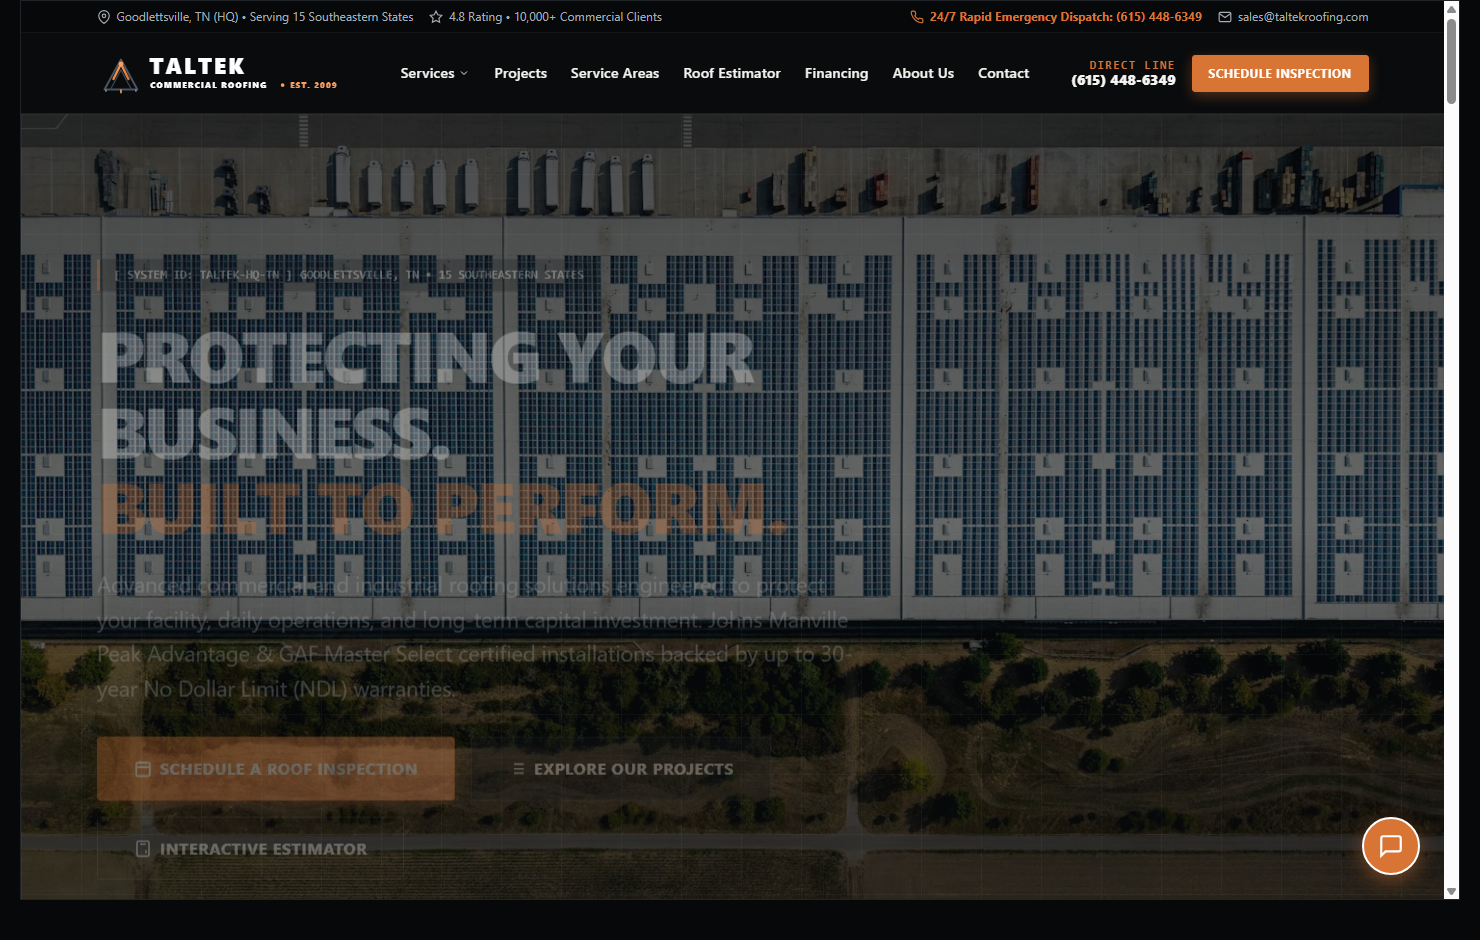 Goodlettsville, TN (HQ) • Serving 15 Southeastern States
4.8 Rating • 10,000+ Commercial Clients
24/7 Rapid Emergency Dispatch: (615) 448-6349
sales@taltekroofing.com
TALTEK
COMMERCIAL ROOFING • EST. 2009
Services
Projects
Service Areas
Roof Estimator
Financing
About Us
Contact
DIRECT LINE
(615) 448-6349
SCHEDULE INSPECTION
[ SYSTEM ID: TALTEK-HQ-TN ] GOODLETTSVILLE, TN • 15 SOUTHEASTERN STATES
PROTECTING YOUR
BUSINESS.
BUILT TO PERFORM.
Advanced commercial and industrial roofing solutions engineered to protect
your facility, daily operations, and long-term capital investment. Johns Manville
Peak Advantage & GAF Master Select certified installations backed by up to 30-
year No Dollar Limit (NDL) warranties.
SCHEDULE A ROOF INSPECTION
EXPLORE OUR PROJECTS
INTERACTIVE ESTIMATOR